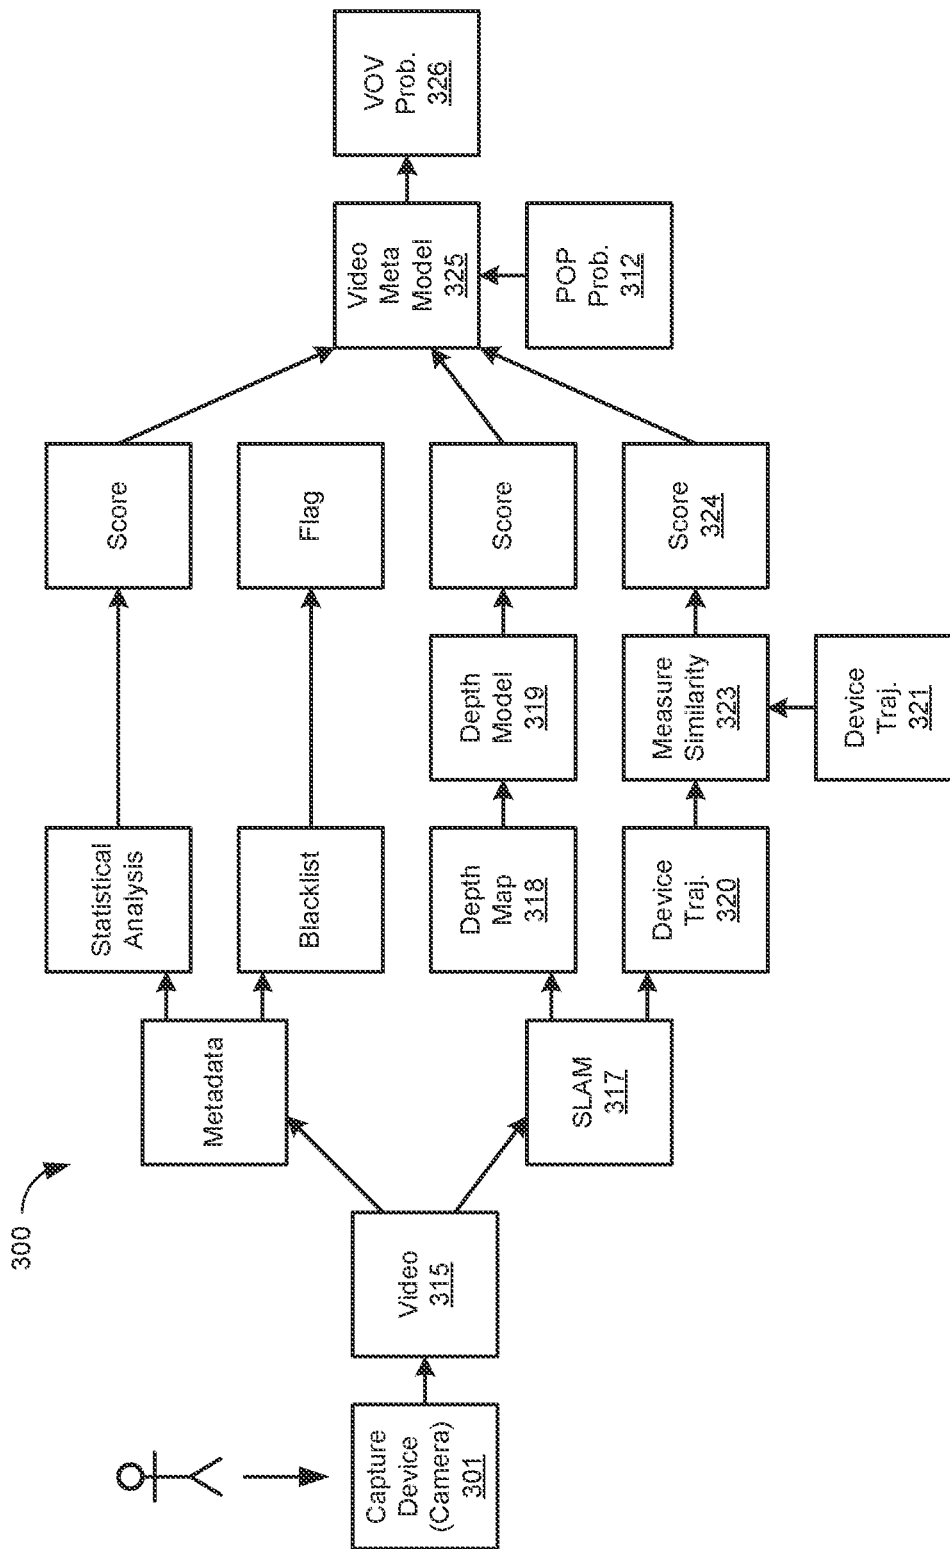 300
Capture
Device
(Camera)
301
Video
315
Metadata
SLAM
317
Statistical
Analysis
Blacklist
Depth
Map
318
Device
Traj.
320
Depth
Model
319
Measure
Similarity
323
Device
Traj.
321
Score
Flag
Score
Score
324
Video
Meta
Model
325
POP
Prob.
312
VOV
Prob.
326